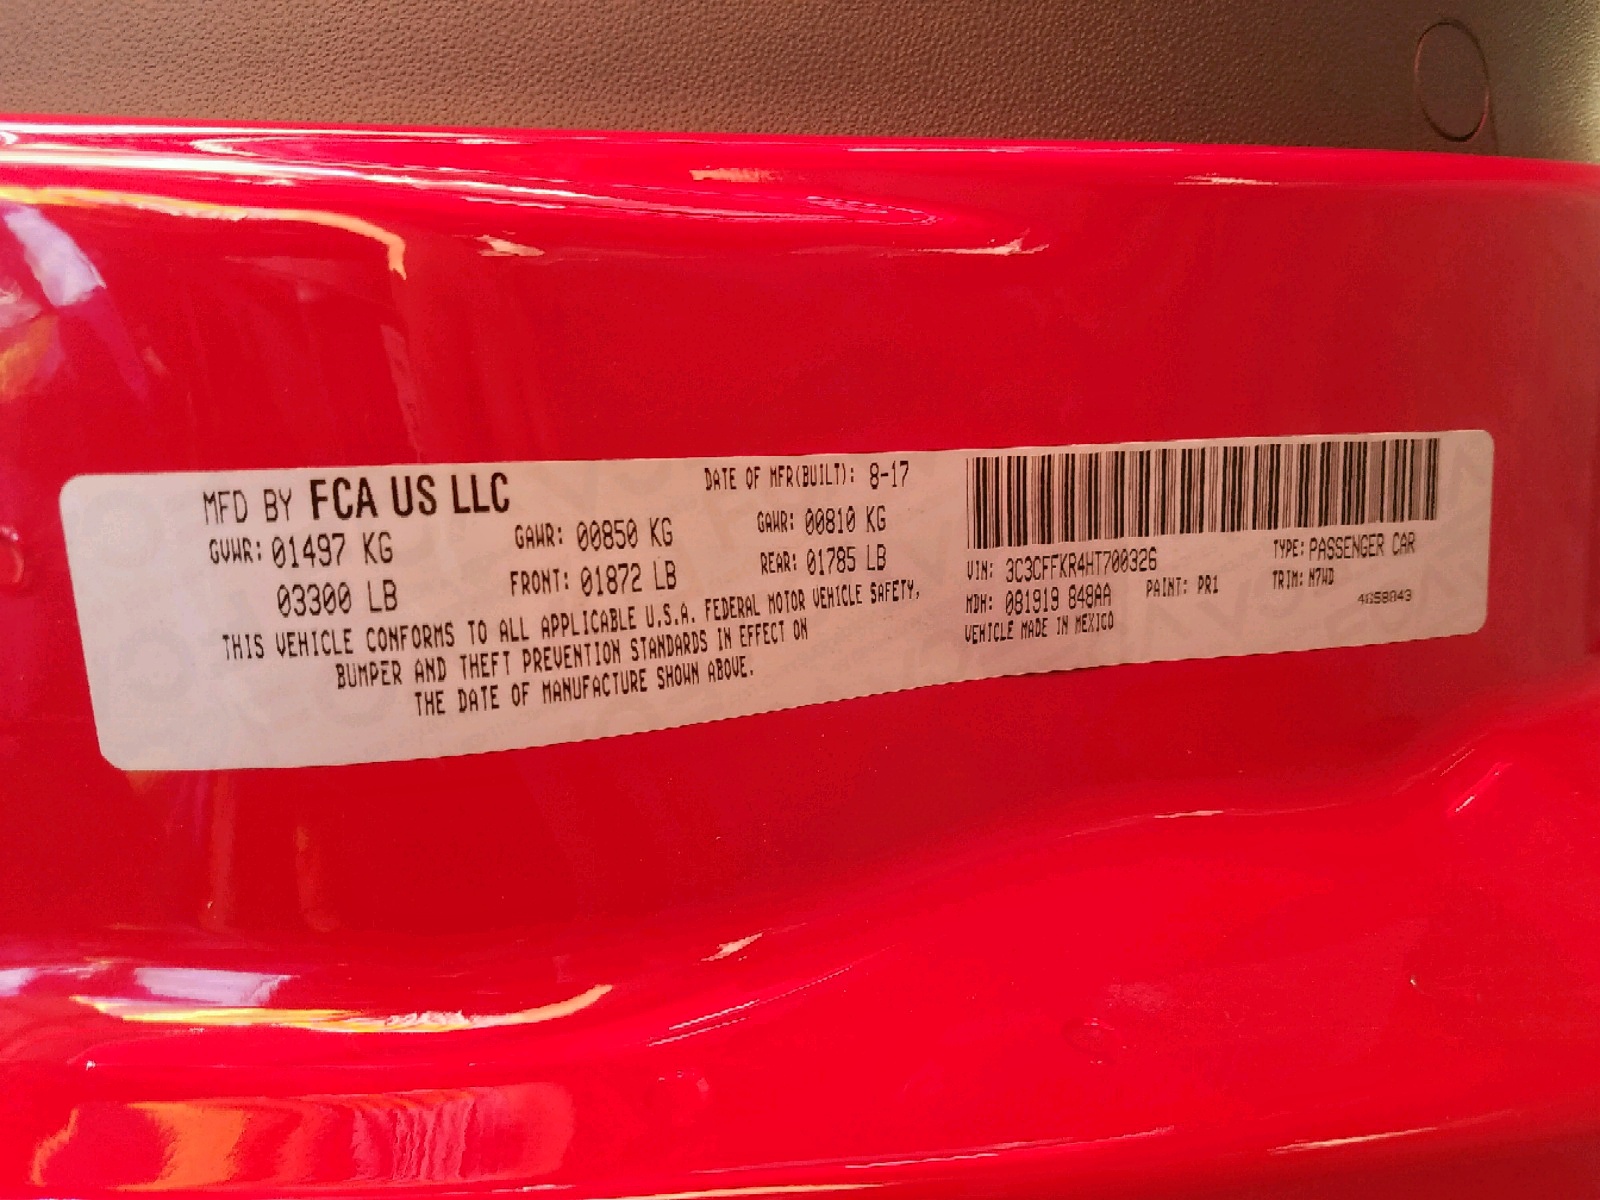 MFD BY FCA US LLC
DATE OF MFR(BUILT): 8-17
GVWR: 01497 KG
GAWR: 00850 KG
GAWR: 00810 KG
03300 LB
FRONT: 01872 LB
REAR: 01785 LB
THIS VEHICLE CONFORMS TO ALL APPLICABLE U.S.A. FEDERAL MOTOR VEHICLE SAFETY,
BUMPER AND THEFT PREVENTION STANDARDS IN EFFECT ON
THE DATE OF MANUFACTURE SHOWN ABOVE.
VIN: 3C3CFFKR4HT700326
TYPE: PASSENGER CAR
MDH: 081919 848AA
PAINT: PR1
TRIM: N7WD
VEHICLE MADE IN MEXICO